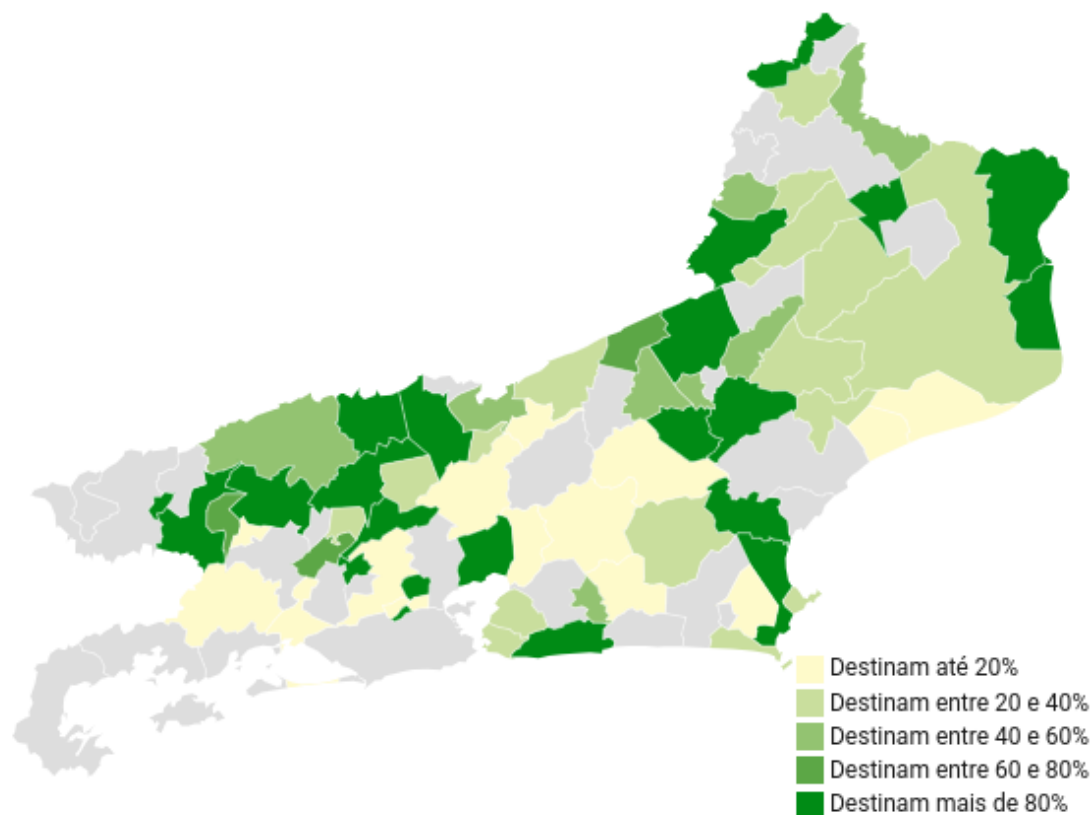 Destinam até 20%
Destinam entre 20 e 40%
Destinam entre 40 e 60%
Destinam entre 60 e 80%
Destinam mais de 80%